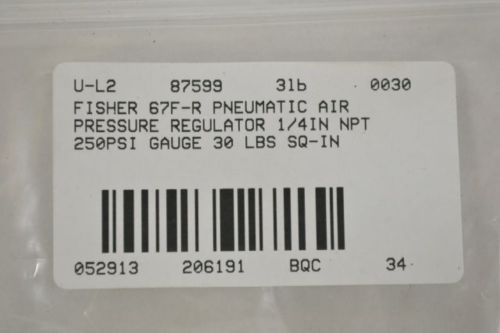 U-L2 87599 3lb 0030
FISHER 67F-R PNEUMATIC AIR
PRESSURE REGULATOR 1/4IN NPT
250PSI GAUGE 30 LBS SQ-IN
052913 206191 BQC 34